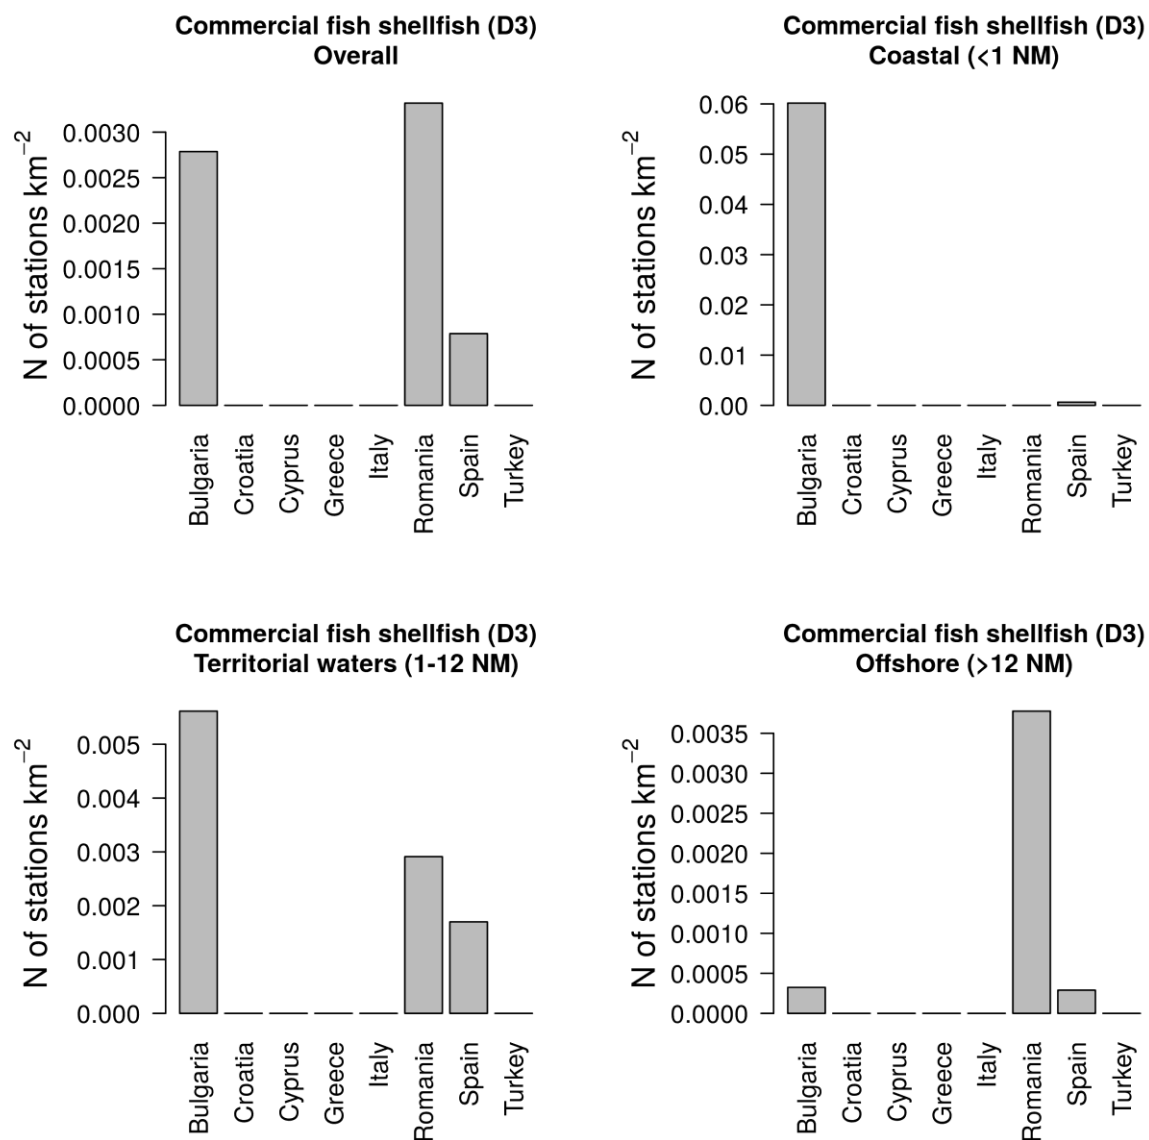 Commercial fish shellfish (D3)
Overall
N of stations km⁻²
0.0030
0.0025
0.0020
0.0015
0.0010
0.0005
0.0000
Bulgaria
Croatia
Cyprus
Greece
Italy
Romania
Spain
Turkey
Commercial fish shellfish (D3)
Coastal (<1 NM)
N of stations km⁻²
0.06
0.05
0.04
0.03
0.02
0.01
0.00
Bulgaria
Croatia
Cyprus
Greece
Italy
Romania
Spain
Turkey
Commercial fish shellfish (D3)
Territorial waters (1-12 NM)
N of stations km⁻²
0.005
0.004
0.003
0.002
0.001
0.000
Bulgaria
Croatia
Cyprus
Greece
Italy
Romania
Spain
Turkey
Commercial fish shellfish (D3)
Offshore (>12 NM)
N of stations km⁻²
0.0035
0.0030
0.0025
0.0020
0.0015
0.0010
0.0005
0.0000
Bulgaria
Croatia
Cyprus
Greece
Italy
Romania
Spain
Turkey